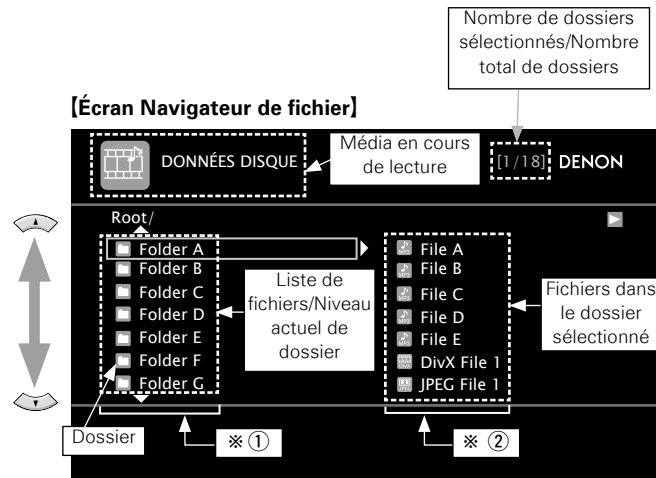 Nombre de dossiers
sélectionnés/Nombre
total de dossiers
【Écran Navigateur de fichier】
DONNÉES DISQUE
Média en cours
de lecture
[1/18]
DENON
Root/
Folder A
Folder B
Folder C
Folder D
Folder E
Folder F
Folder G
Liste de
fichiers/Niveau
actuel de
dossier
File A
File B
File C
File D
File E
DivX File 1
JPEG File 1
Fichiers dans
le dossier
sélectionné
Dossier
※ ①
※ ②